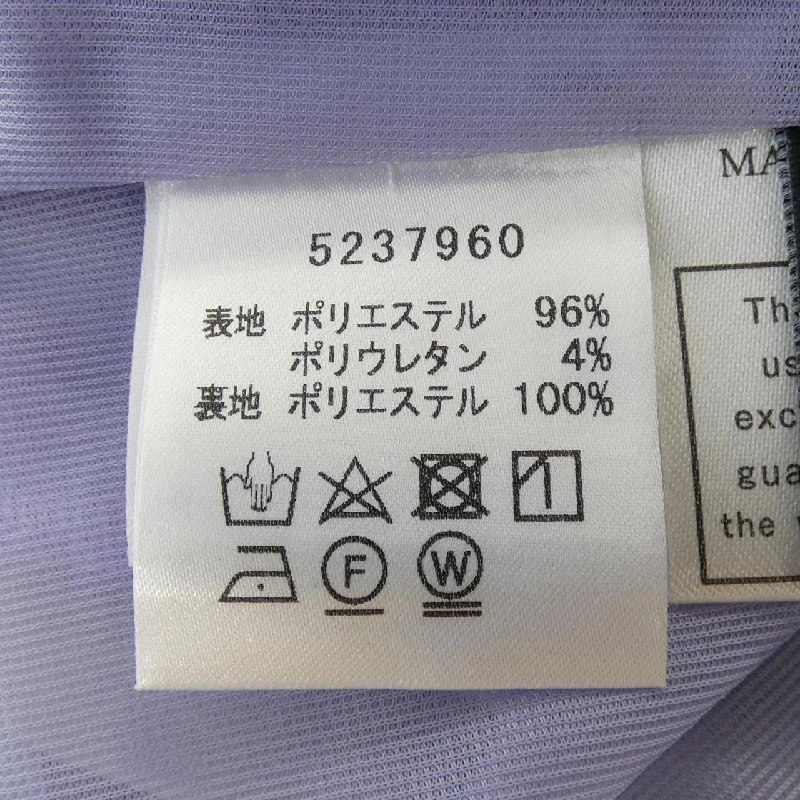 5237960
表地 ポリエステル 96%
ポリウレタン 4%
裏地 ポリエステル 100%
F W
MA
Th
us
exc
gua
the